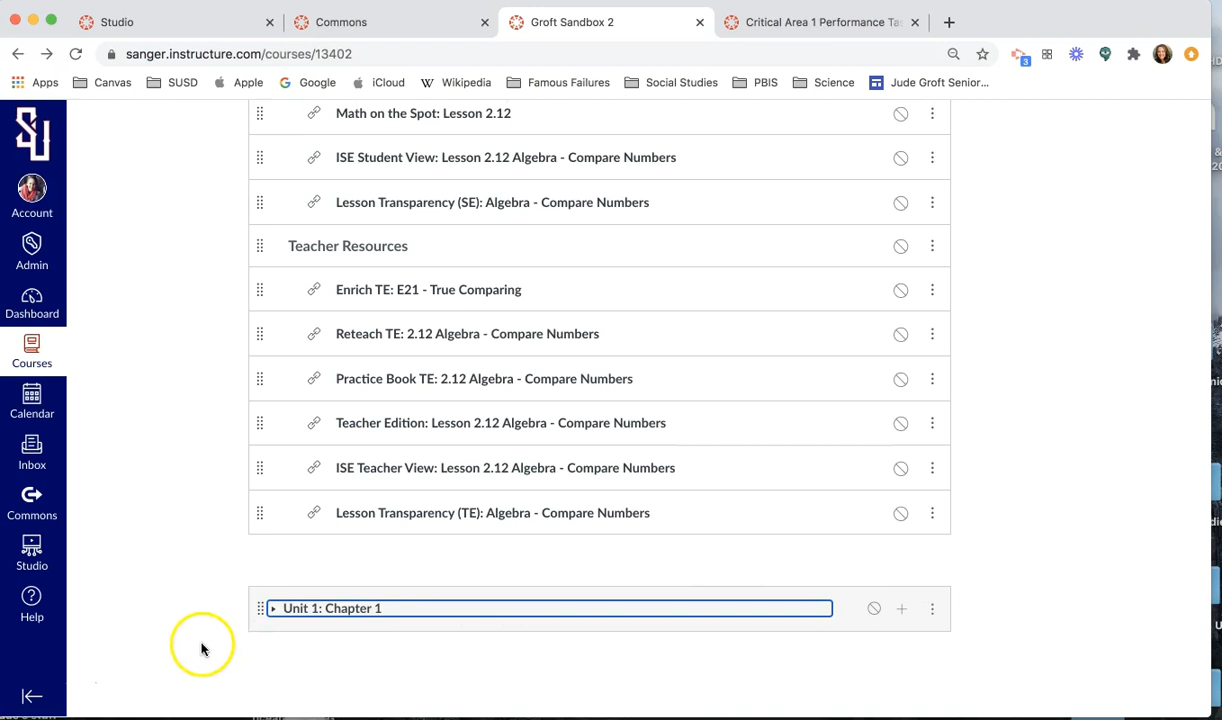 Studio
Commons
Groft Sandbox 2
Critical Area 1 Performance Tas
sanger.instructure.com/courses/13402
3
Apps
Canvas
SUSD
Apple
Google
iCloud
Wikipedia
Famous Failures
Social Studies
PBIS
Science
Jude Groft Senior...
SU
Account
Admin
Dashboard
Courses
Calendar
Inbox
Commons
Studio
Help
Math on the Spot: Lesson 2.12
ISE Student View: Lesson 2.12 Algebra - Compare Numbers
Lesson Transparency (SE): Algebra - Compare Numbers
Teacher Resources
Enrich TE: E21 - True Comparing
Reteach TE: 2.12 Algebra - Compare Numbers
Practice Book TE: 2.12 Algebra - Compare Numbers
Teacher Edition: Lesson 2.12 Algebra - Compare Numbers
ISE Teacher View: Lesson 2.12 Algebra - Compare Numbers
Lesson Transparency (TE): Algebra - Compare Numbers
Unit 1: Chapter 1